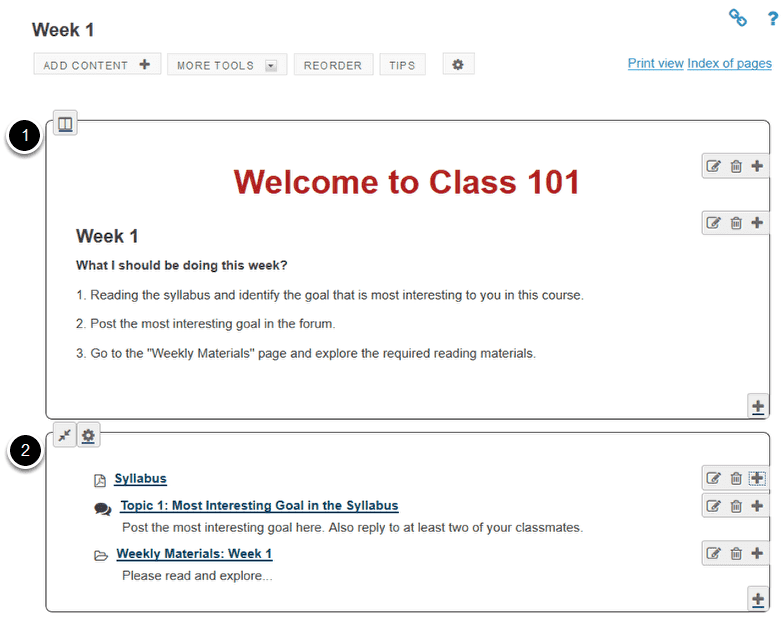 Week 1
?
ADD CONTENT + MORE TOOLS REORDER TIPS
Print view Index of pages
1
Welcome to Class 101
Week 1
What I should be doing this week?
1. Reading the syllabus and identify the goal that is most interesting to you in this course.
2. Post the most interesting goal in the forum.
3. Go to the "Weekly Materials" page and explore the required reading materials.
2
Syllabus
Topic 1: Most Interesting Goal in the Syllabus
Post the most interesting goal here. Also reply to at least two of your classmates.
Weekly Materials: Week 1
Please read and explore...